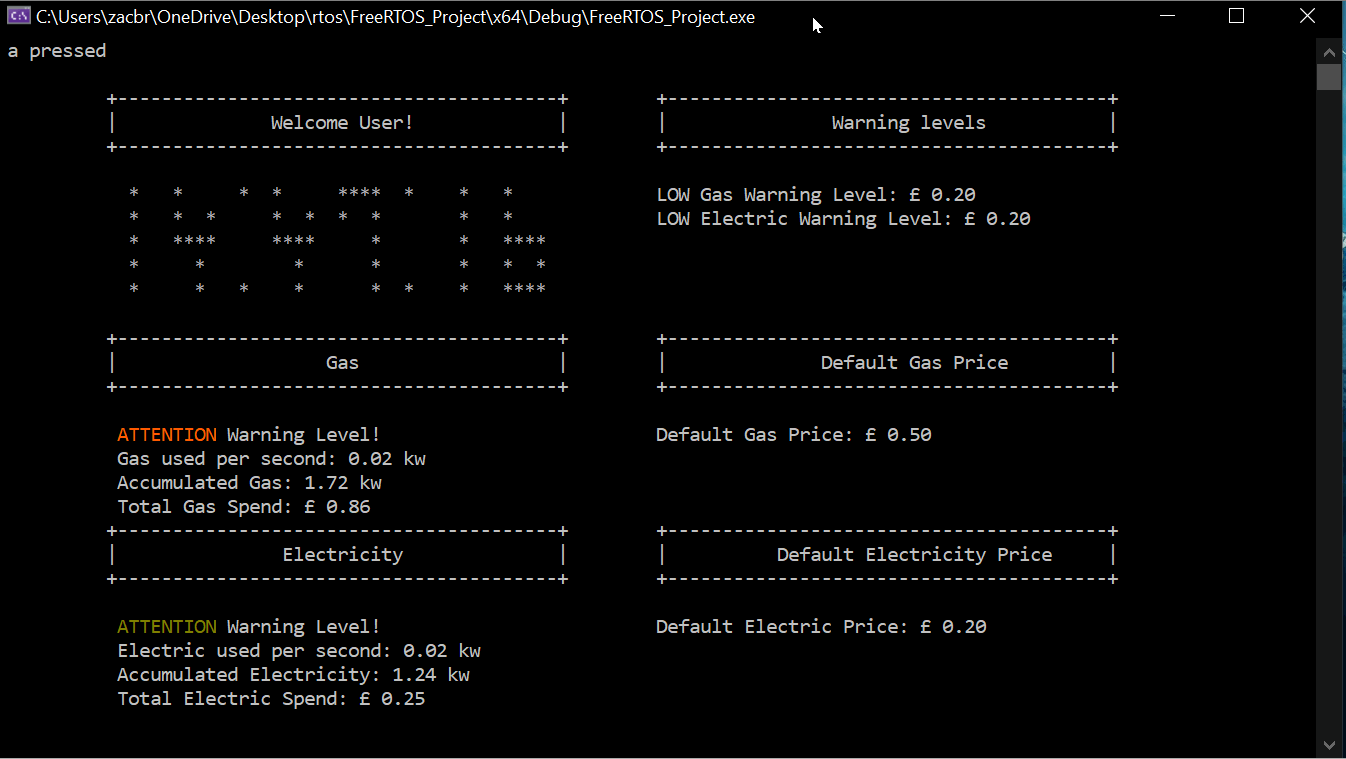 C:\Users\zacbr\OneDrive\Desktop\rtos\FreeRTOS_Project\x64\Debug\FreeRTOS_Project.exe
a pressed
Welcome User!
Warning levels
LOW Gas Warning Level: £ 0.20
LOW Electric Warning Level: £ 0.20
Gas
Default Gas Price
ATTENTION Warning Level!
Gas used per second: 0.02 kw
Accumulated Gas: 1.72 kw
Total Gas Spend: £ 0.86
Default Gas Price: £ 0.50
Electricity
Default Electricity Price
ATTENTION Warning Level!
Electric used per second: 0.02 kw
Accumulated Electricity: 1.24 kw
Total Electric Spend: £ 0.25
Default Electric Price: £ 0.20